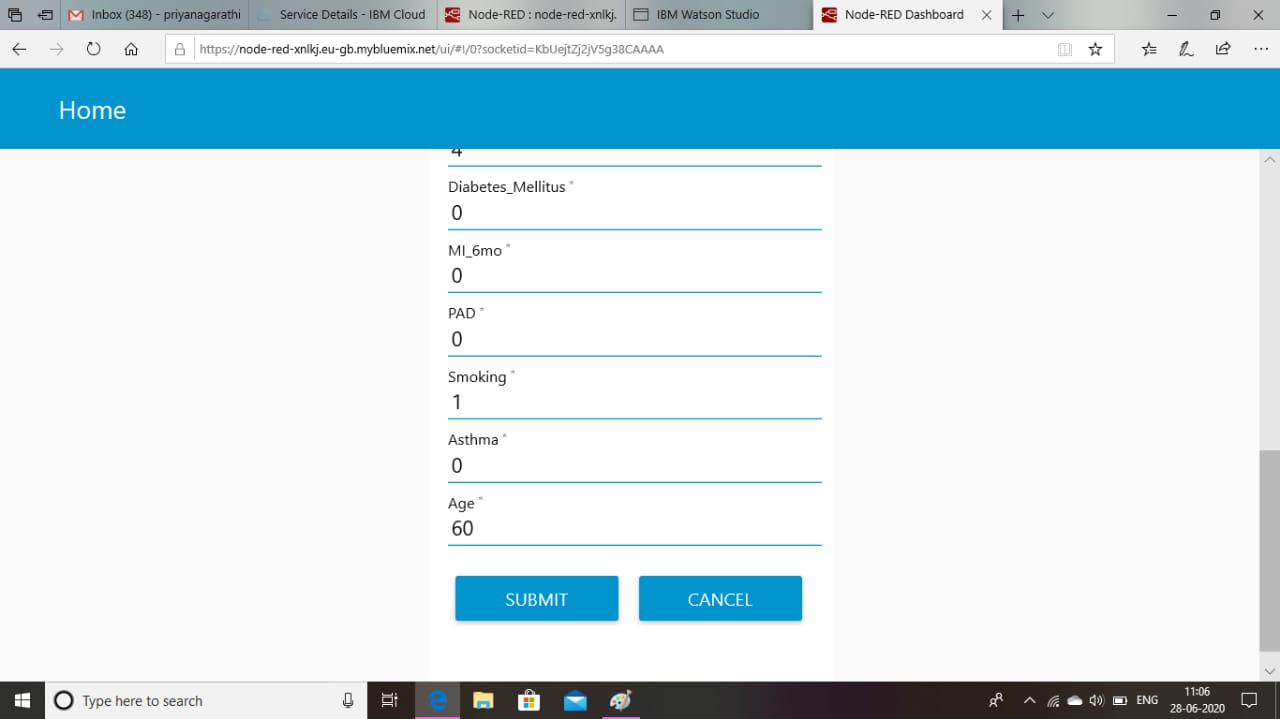 Inbox (348) - priyanagarathi
Service Details - IBM Cloud
Node-RED : node-red-xnlkj.
IBM Watson Studio
Node-RED Dashboard
https://node-red-xnlkj.eu-gb.mybluemix.net/ui/#!/0?socketid=KbUejtZj2jV5g38CAAAA
Home
4
Diabetes_Mellitus *
0
MI_6mo *
0
PAD *
0
Smoking *
1
Asthma *
0
Age *
60
SUBMIT
CANCEL
Type here to search
ENG
11:06
28-06-2020